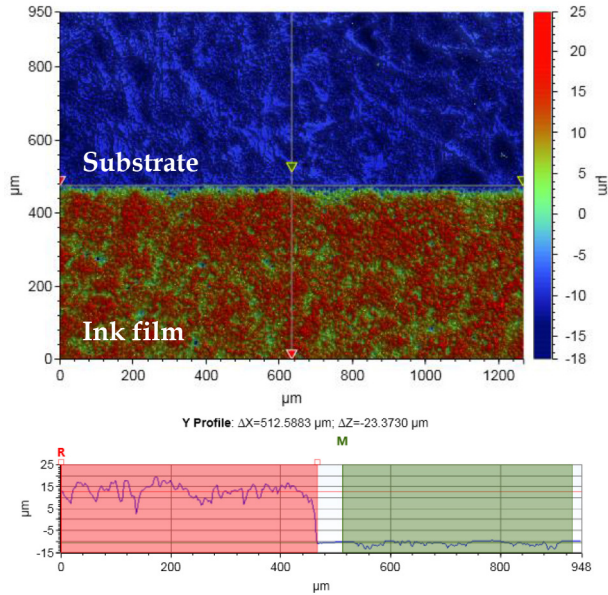 950
800
600
400
200
0
µm
Substrate
Ink film
0 200 400 600 800 1000 1200
µm
25
20
15
10
5
0
-5
-10
-15
-18
µm
Y Profile: ΔX=512.5883 µm; ΔZ=-23.3730 µm
R
M
25
15
5
-5
-15
µm
0 200 400 600 800 948
µm